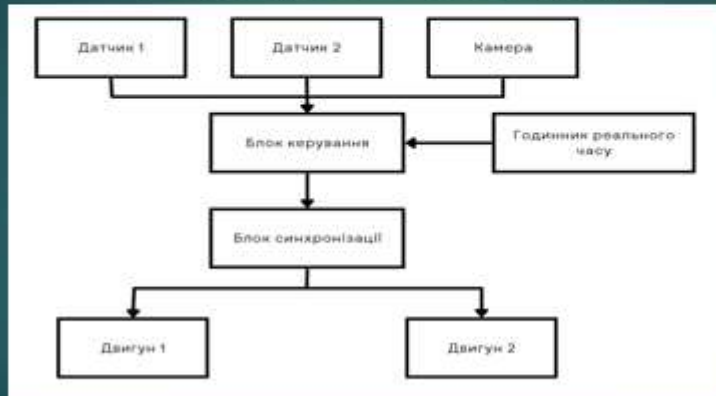 Датчик 1
Датчик 2
Камера
Блок керування
Годинник реального
часу
Блок синхронізації
Двигун 1
Двигун 2